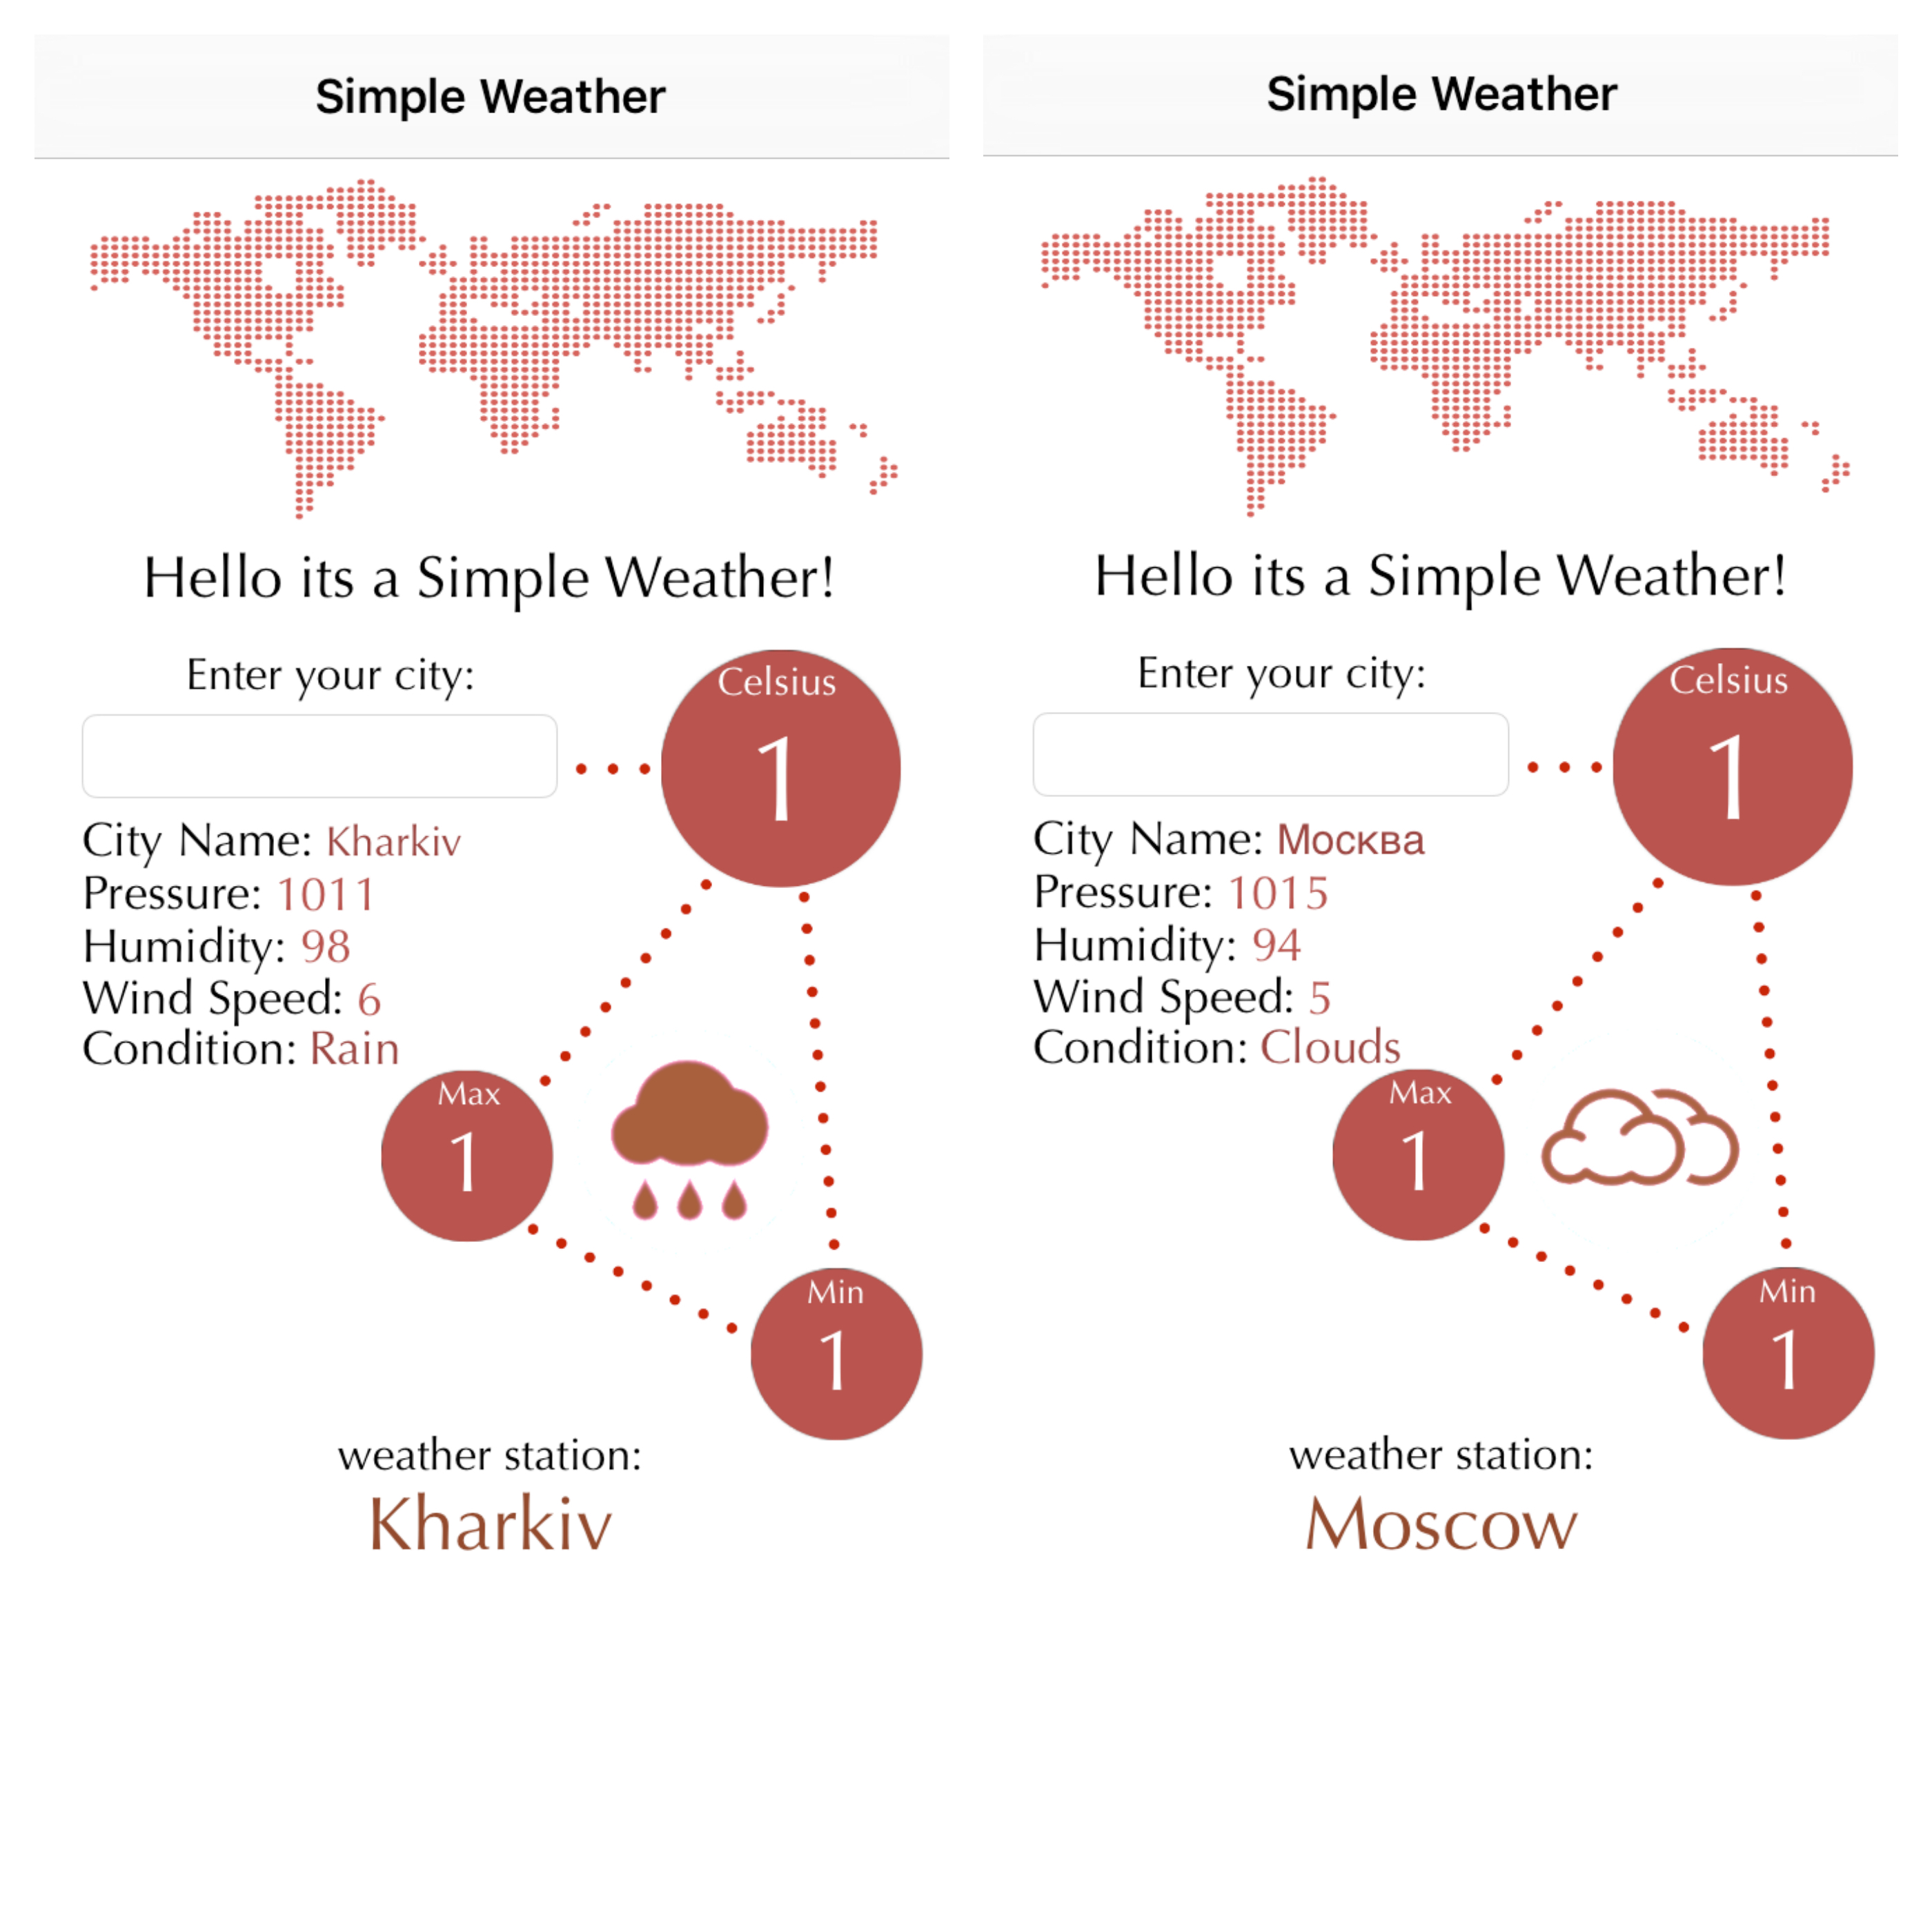 Simple Weather
Hello its a Simple Weather!
Enter your city:
Celsius
1
City Name: Kharkiv
Pressure: 1011
Humidity: 98
Wind Speed: 6
Condition: Rain
Max
1
Min
1
weather station:
Kharkiv
Simple Weather
Hello its a Simple Weather!
Enter your city:
Celsius
1
City Name: Москва
Pressure: 1015
Humidity: 94
Wind Speed: 5
Condition: Clouds
Max
1
Min
1
weather station:
Moscow